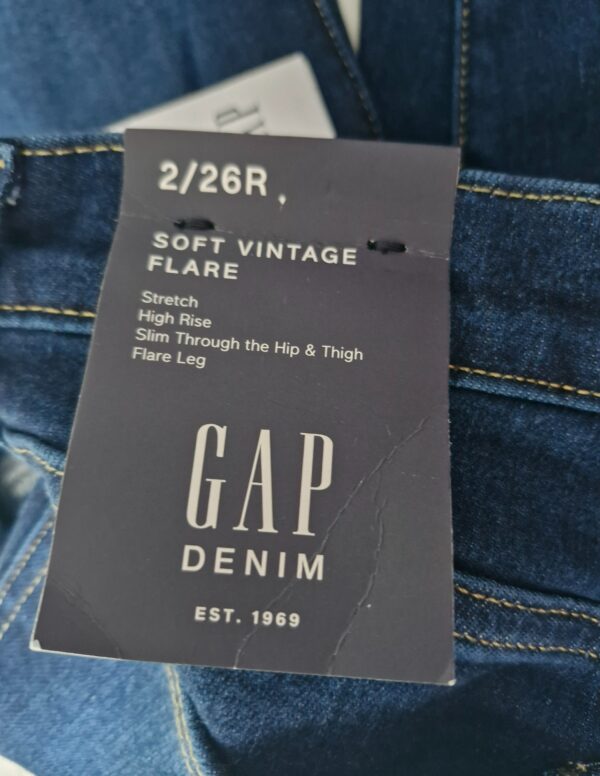 2/26R
SOFT VINTAGE
FLARE
Stretch
High Rise
Slim Through the Hip & Thigh
Flare Leg
GAP
DENIM
EST. 1969